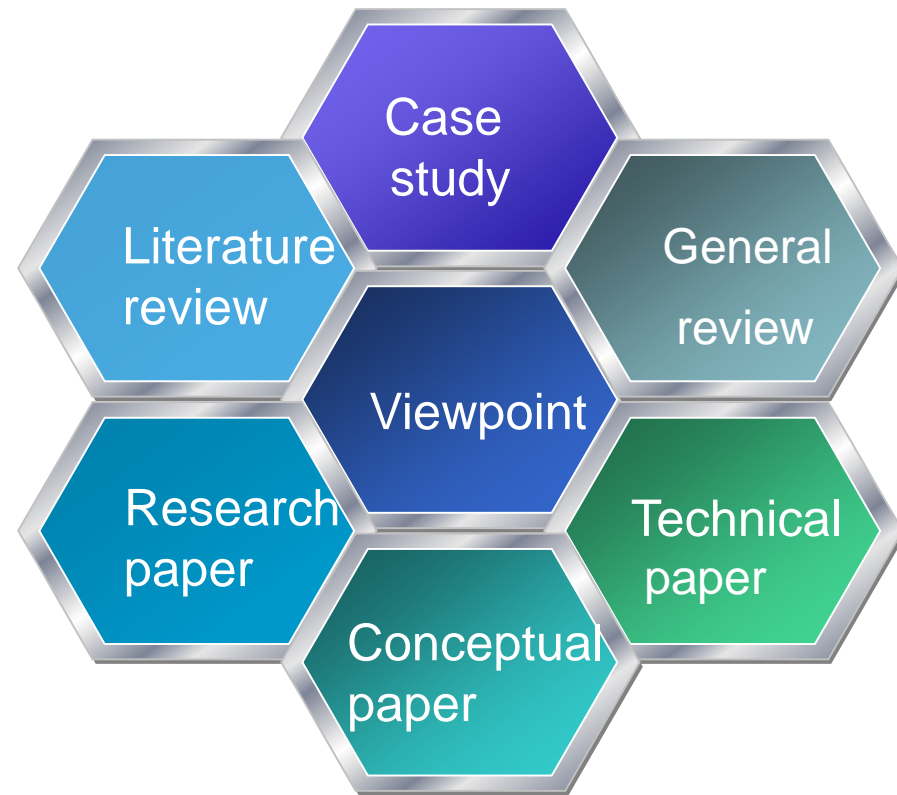 Case
study
Literature
review
General
review
Viewpoint
Research
paper
Technical
paper
Conceptual
paper